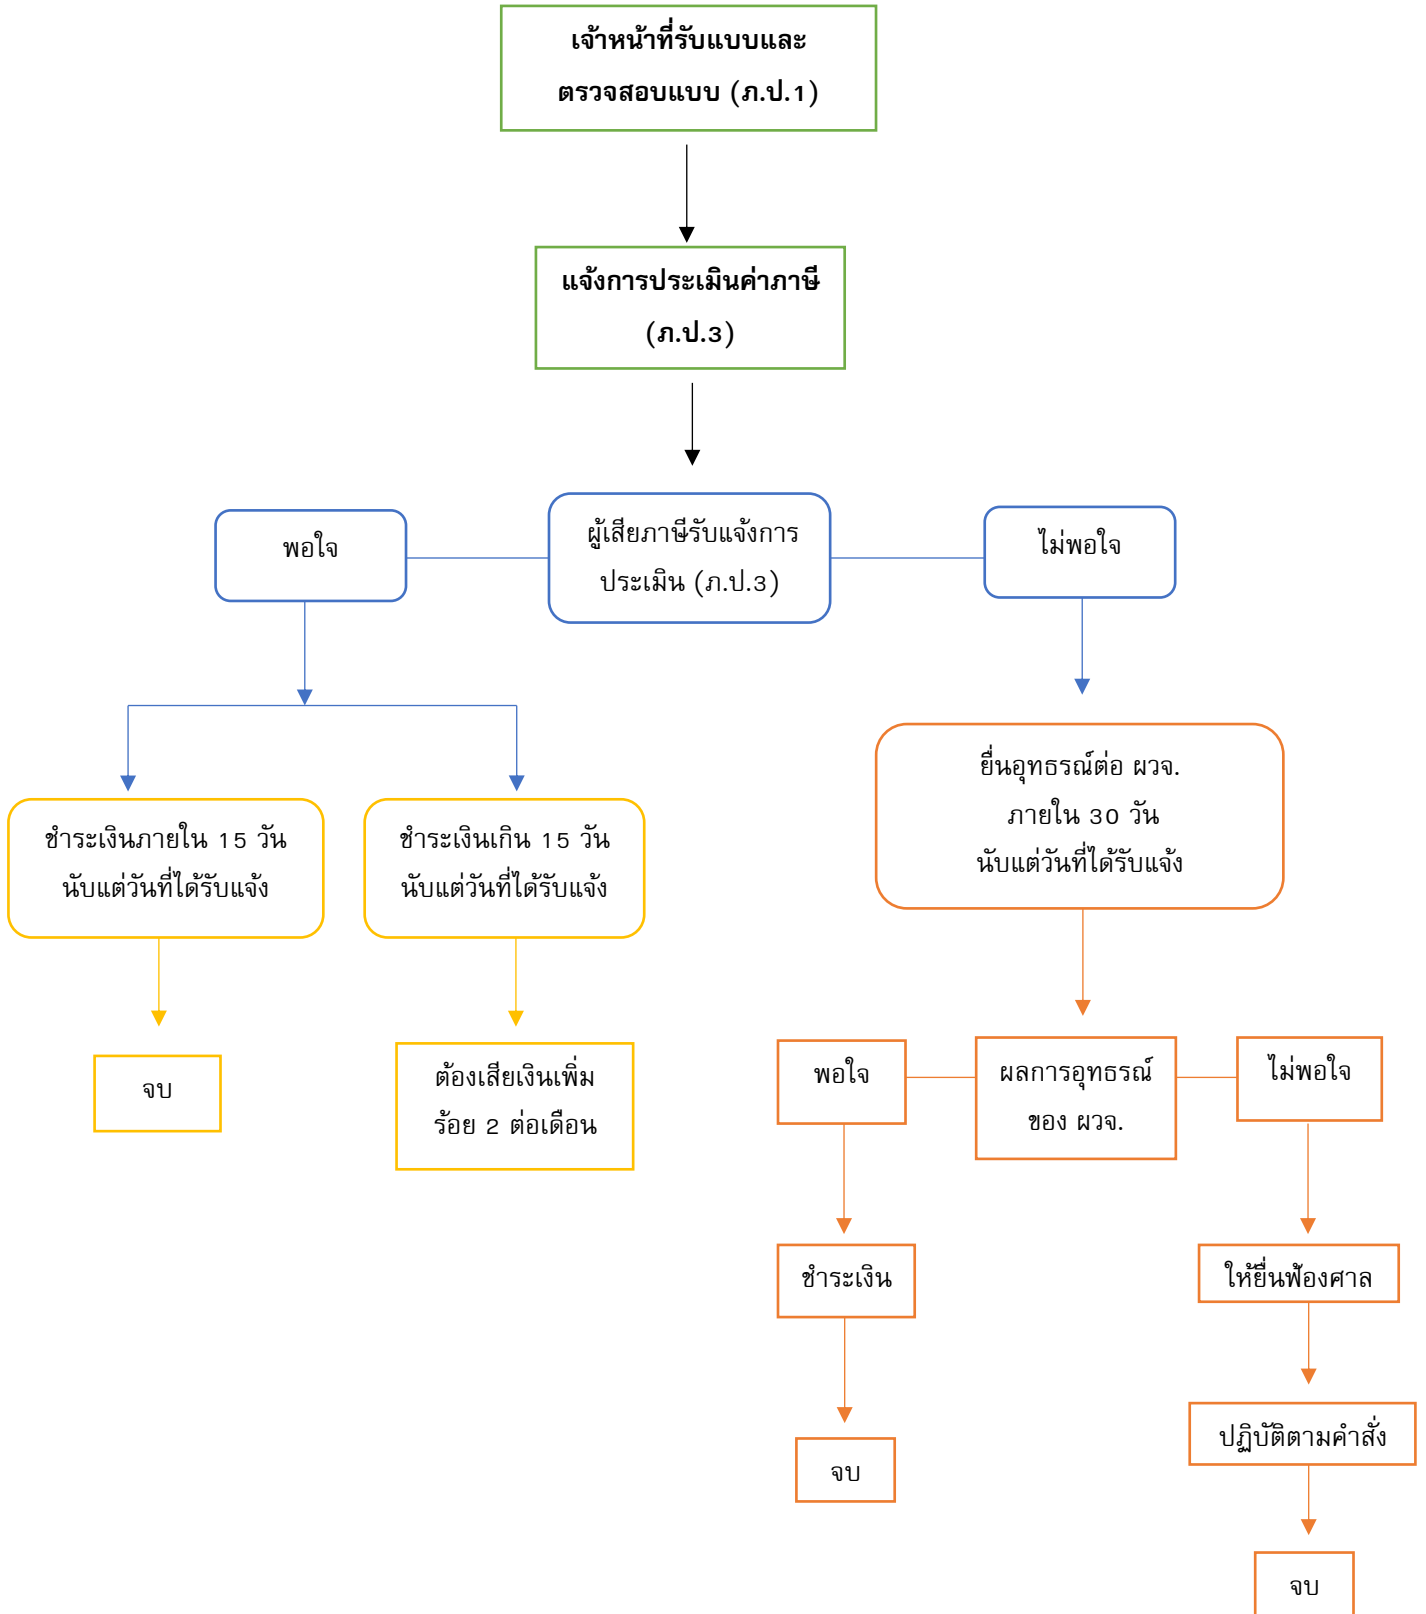 เจ้าหน้าที่รับแบบและ
ตรวจสอบแบบ (ภ.ป.1)
แจ้งการประเมินค่าภาษี
(ภ.ป.3)
พอใจ
ผู้เสียภาษีรับแจ้งการ
ประเมิน (ภ.ป.3)
ไม่พอใจ
ชำระเงินภายใน 15 วัน
นับแต่วันที่ได้รับแจ้ง
ชำระเงินเกิน 15 วัน
นับแต่วันที่ได้รับแจ้ง
ยื่นอุทธรณ์ต่อ ผวจ.
ภายใน 30 วัน
นับแต่วันที่ได้รับแจ้ง
จบ
ต้องเสียเงินเพิ่ม
ร้อย 2 ต่อเดือน
พอใจ
ผลการอุทธรณ์
ของ ผวจ.
ไม่พอใจ
ชำระเงิน
ให้ยื่นฟ้องศาล
จบ
ปฏิบัติตามคำสั่ง
จบ